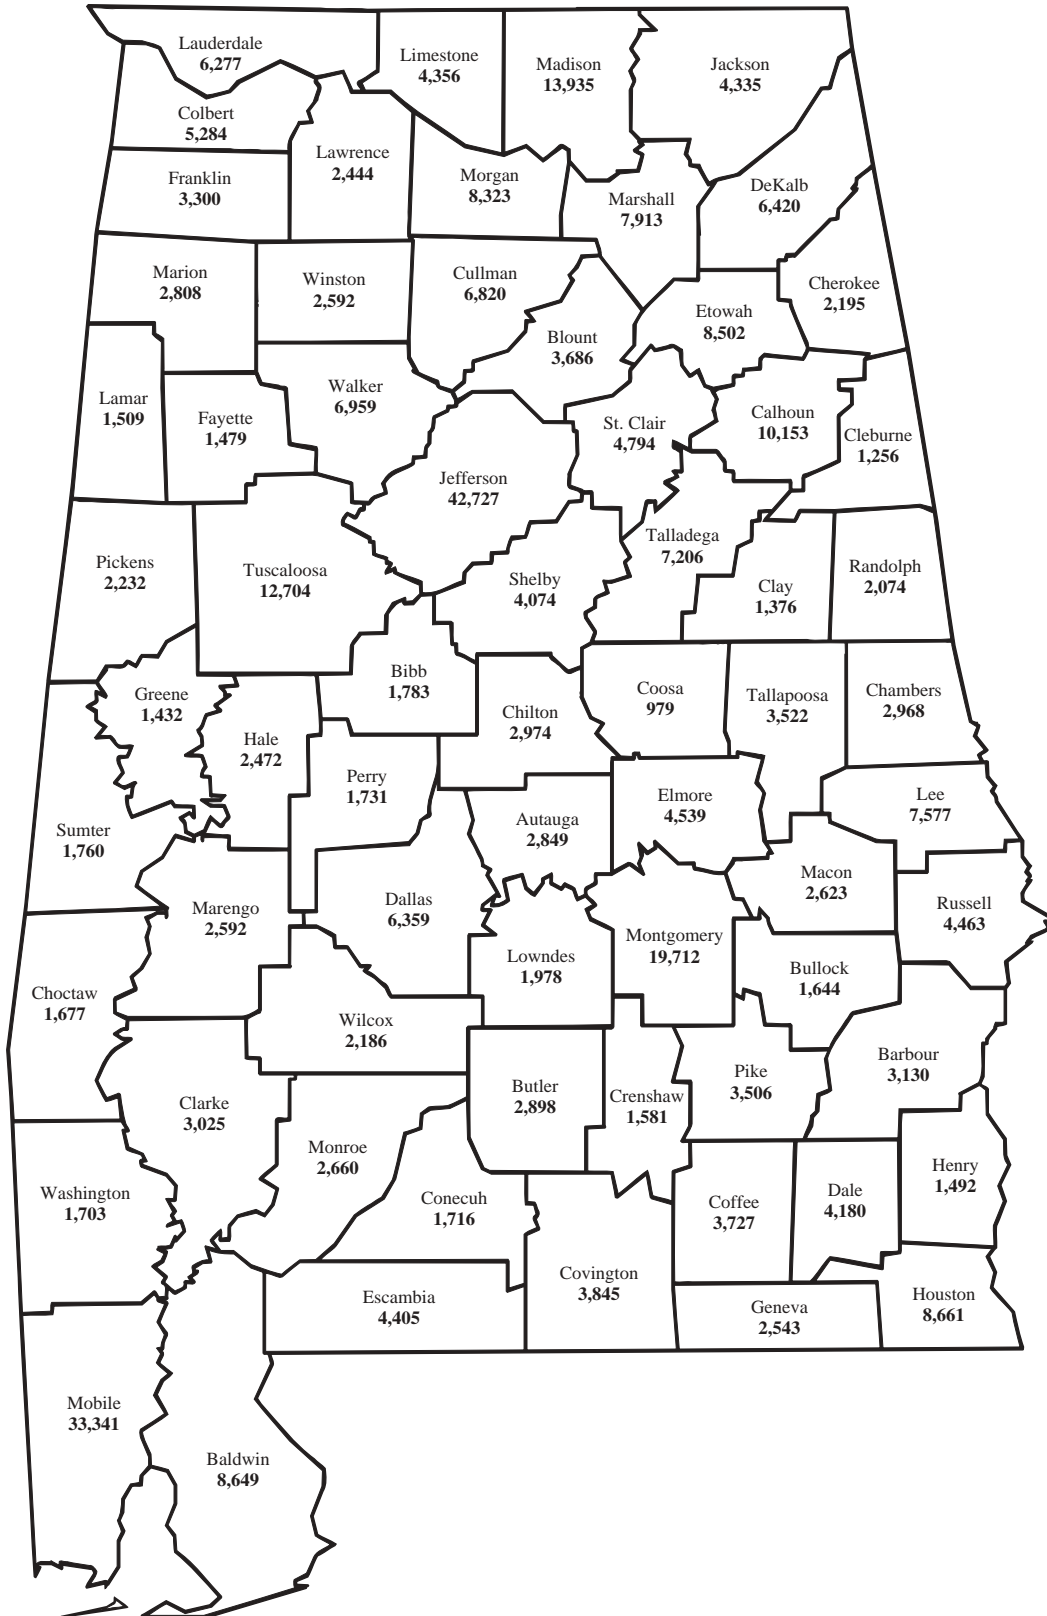 Lauderdale
6,277
Limestone
4,356
Madison
13,935
Jackson
4,335
Colbert
5,284
Lawrence
2,444
Franklin
3,300
Morgan
8,323
Marshall
7,913
DeKalb
6,420
Marion
2,808
Winston
2,592
Cullman
6,820
Cherokee
2,195
Etowah
8,502
Blount
3,686
Lamar
1,509
Fayette
1,479
Walker
6,959
St. Clair
4,794
Calhoun
10,153
Cleburne
1,256
Jefferson
42,727
Pickens
2,232
Tuscaloosa
12,704
Shelby
4,074
Talladega
7,206
Clay
1,376
Randolph
2,074
Greene
1,432
Bibb
1,783
Coosa
979
Tallapoosa
3,522
Chambers
2,968
Hale
2,472
Chilton
2,974
Perry
1,731
Elmore
4,539
Lee
7,577
Sumter
1,760
Autauga
2,849
Macon
2,623
Marengo
2,592
Dallas
6,359
Russell
4,463
Lowndes
1,978
Montgomery
19,712
Bullock
1,644
Choctaw
1,677
Wilcox
2,186
Barbour
3,130
Clarke
3,025
Butler
2,898
Crenshaw
1,581
Pike
3,506
Monroe
2,660
Washington
1,703
Conecuh
1,716
Coffee
3,727
Dale
4,180
Henry
1,492
Escambia
4,405
Covington
3,845
Geneva
2,543
Houston
8,661
Mobile
33,341
Baldwin
8,649